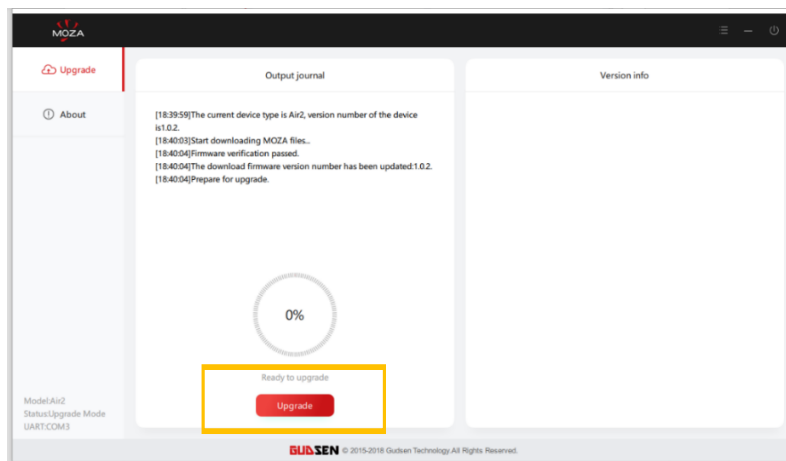 MOZA
Upgrade
About
Output journal
[18:39:59]The current device type is Air2, version number of the device
is1.0.2.
[18:40:03]Start downloading MOZA files...
[18:40:04]Firmware verification passed.
[18:40:04]The download firmware version number has been updated:1.0.2.
[18:40:04]Prepare for upgrade.
0%
Ready to upgrade
Upgrade
Version info
Model:Air2
Status:Upgrade Mode
UART:COM3
GUDSEN © 2015-2018 Gudsen Technology.All Rights Reserved.